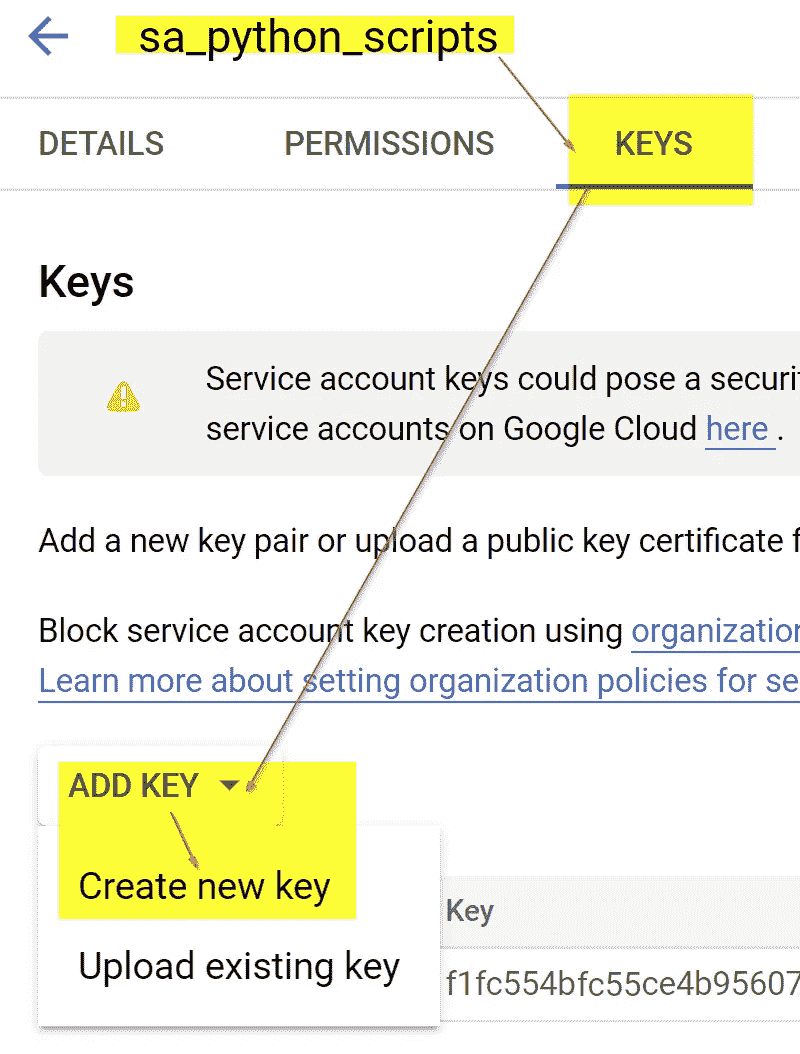 sa_python_scripts
DETAILS PERMISSIONS KEYS
Keys
Service account keys could pose a securi
service accounts on Google Cloud here .
Add a new key pair or upload a public key certificate f
Block service account key creation using organization
Learn more about setting organization policies for se
ADD KEY
Create new key
Key
Upload existing key
f1fc554bfc55ce4b95607